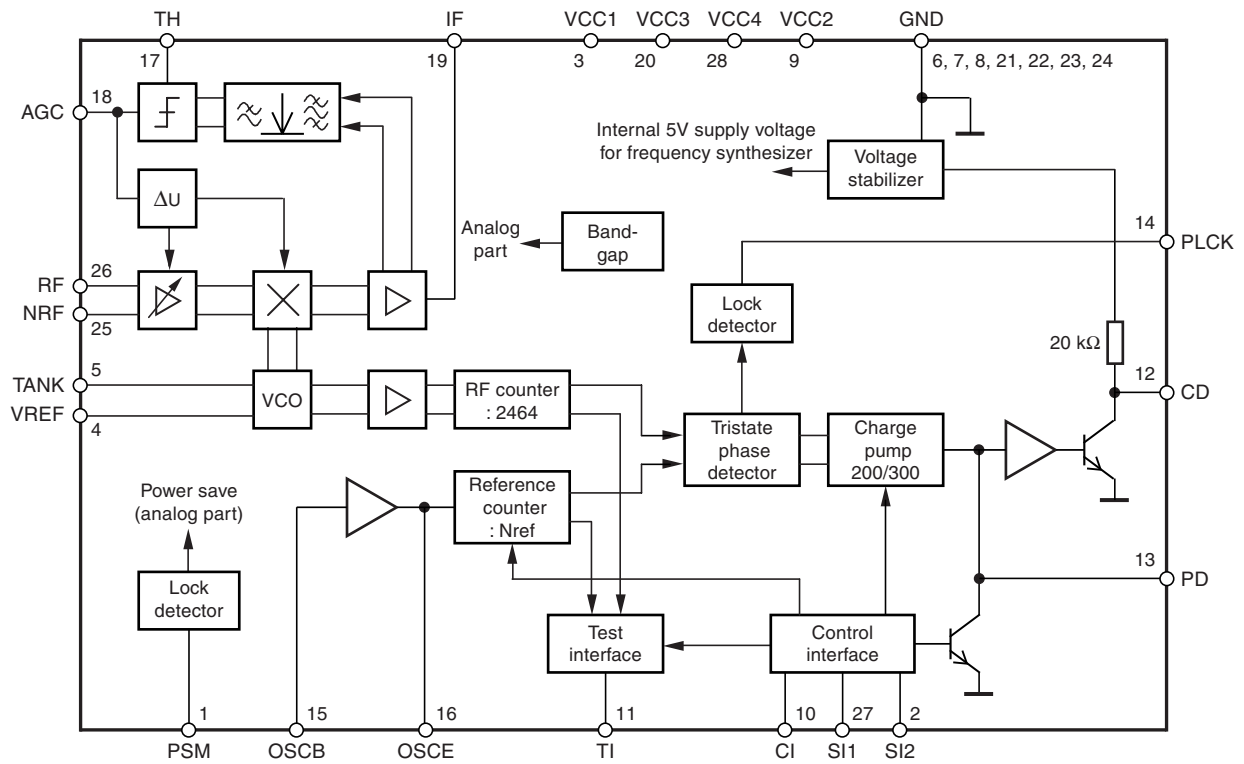 TH
IF
VCC1
VCC3
VCC4
VCC2
GND
17
19
3
20
28
9
6, 7, 8, 21, 22, 23, 24
AGC
18
Internal 5V supply voltage
for frequency synthesizer
Voltage
stabilizer
ΔU
Analog
part
Band-
gap
14
PLCK
RF
26
NRF
25
Lock
detector
20 kΩ
TANK
5
VREF
4
VCO
RF counter
: 2464
12
CD
Tristate
phase
detector
Charge
pump
200/300
Power save
(analog part)
Reference
counter
: Nref
Lock
detector
13
PD
Test
interface
Control
interface
1
15
16
11
10
27
2
PSM
OSCB
OSCE
TI
CI
SI1
SI2